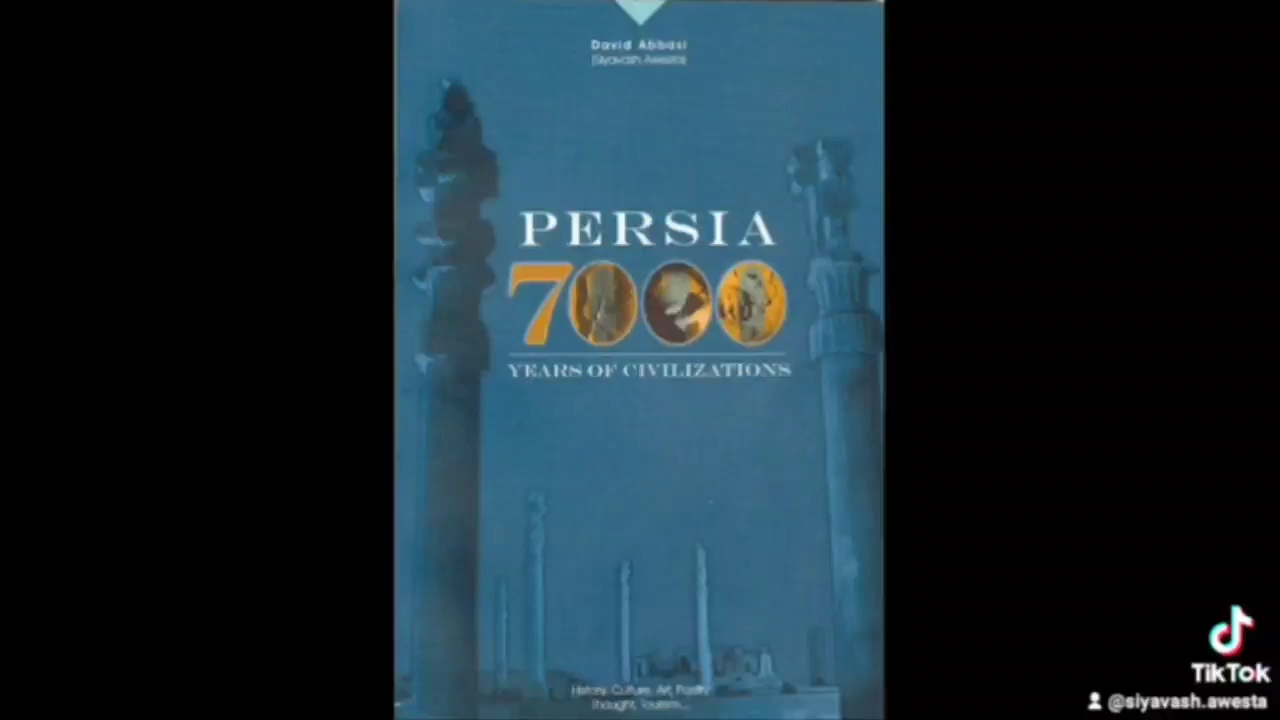 David Abbasi
(Siyavash Awesta)
PERSIA
7000
YEARS OF CIVILIZATIONS
History, Culture, Art, Poetry
Thought, Tourism...
TikTok
@siyavash.awesta